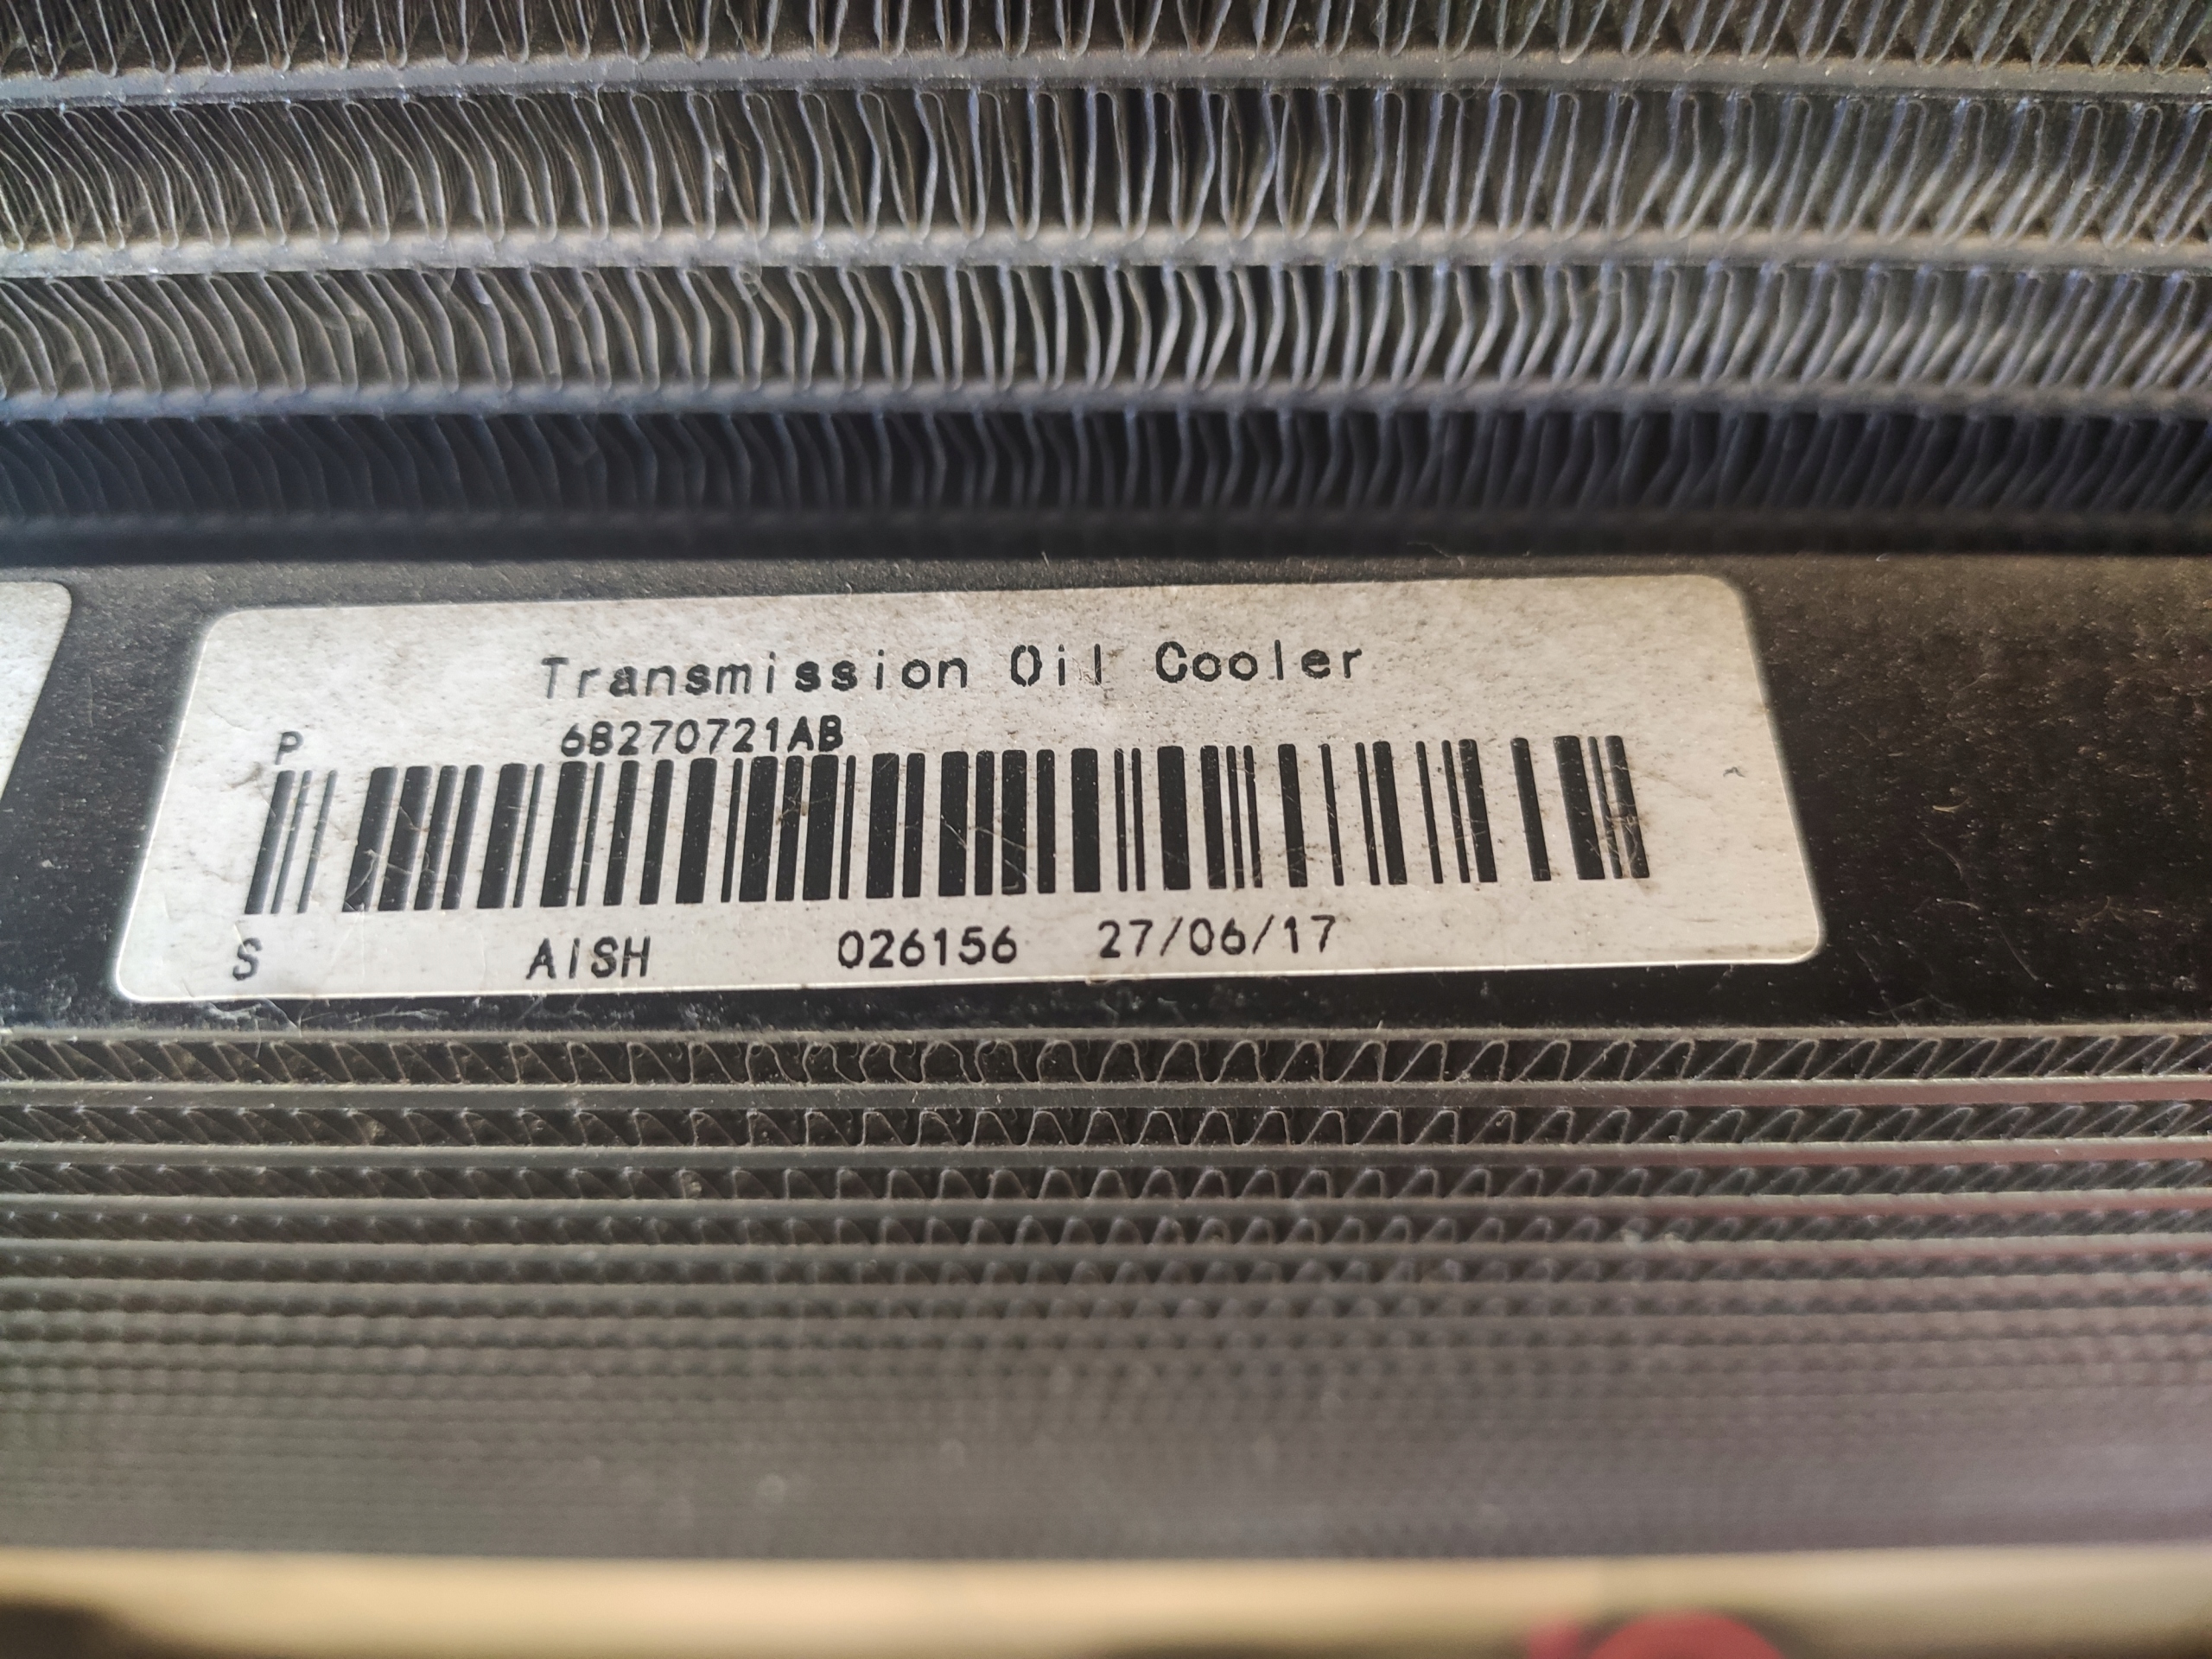 Transmission Oil Cooler
P 68270721AB
S AISH 026156 27/06/17